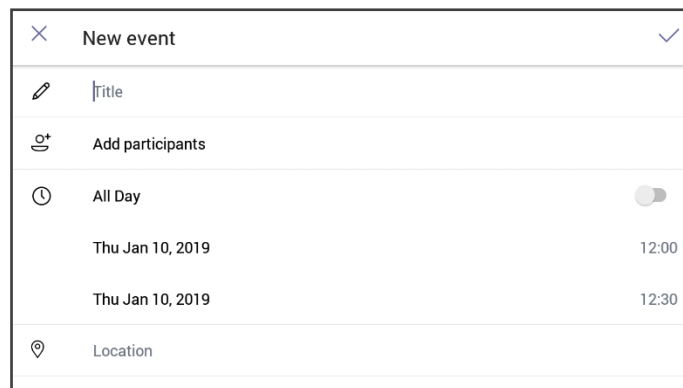 New event
Title
Add participants
All Day
Thu Jan 10, 2019 12:00
Thu Jan 10, 2019 12:30
Location